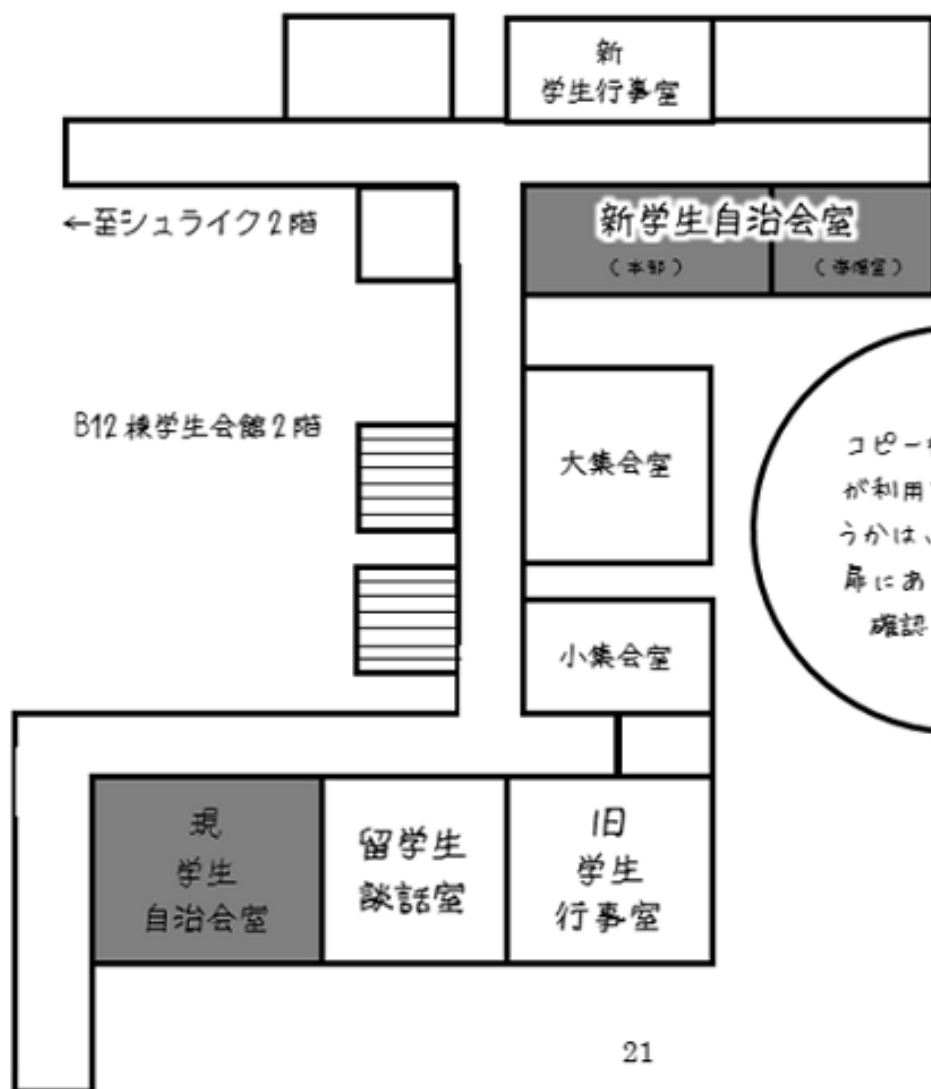 新
学生行事室
←至シュライク2階
新学生自治会室
(本部)
B12棟学生会館2階
大集会室
コピー
が利用
うかは、
扉にあ
確認
小集会室
現
学生
自治会室
留学生
談話室
旧
学生
行事室
21